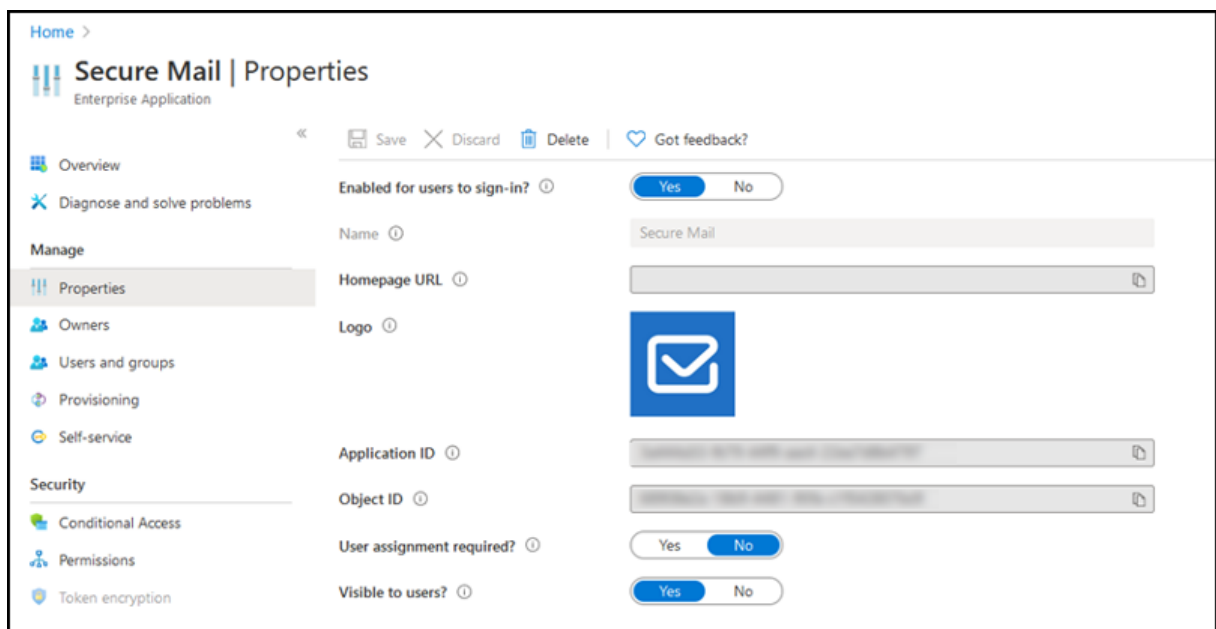 Home >
Secure Mail | Properties
Enterprise Application
«
Overview
Diagnose and solve problems
Manage
Properties
Owners
Users and groups
Provisioning
Self-service
Security
Conditional Access
Permissions
Token encryption
Save Discard Delete Got feedback?
Enabled for users to sign-in? Yes No
Name Secure Mail
Homepage URL
Logo
Application ID
Object ID
User assignment required? Yes No
Visible to users? Yes No